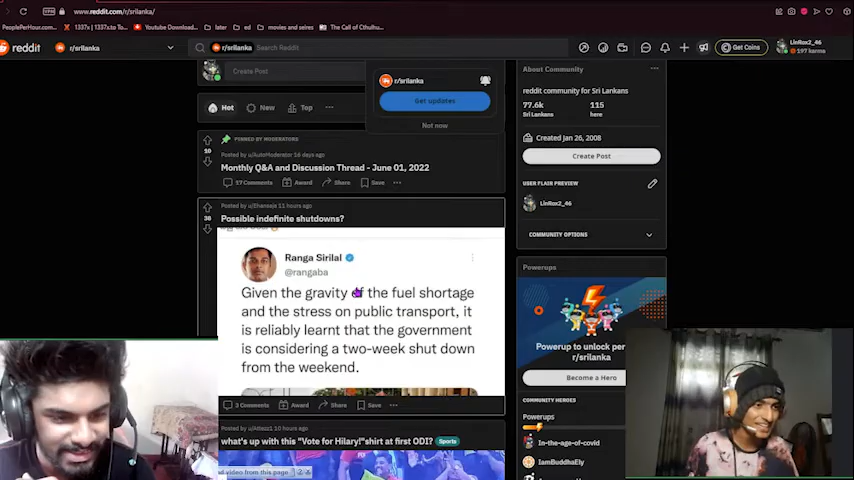 www.reddit.com/r/srilanka/
PeoplePerHour.com...
1337x | 1337x.to To...
Youtube Download...
later
ed
movies and seires
The Call of Cthulhu...
reddit
r/srilanka
r/srilanka Search Reddit
Get Coins
LinRox2_46
197 karma
Create Post
r/srilanka
Get updates
Not now
Hot
New
Top
PINNED BY MODERATORS
10
Posted by u/AutoModerator 16 days ago
Monthly Q&A and Discussion Thread - June 01, 2022
17 Comments
Award
Share
Save
36
11 hours ago
Possible indefinite shutdowns?
Ranga Sirilal
@rangaba
Given the gravity of the fuel shortage
and the stress on public transport, it
is reliably learnt that the government
is considering a two-week shut down
from the weekend.
3 Comments
Award
Share
Save
10 hours ago
what's up with this "Vote for Hilary!"shirt at first ODI?
Sports
video from this page
About Community
reddit community for Sri Lankans
77.6k
115
Sri Lankans
here
Created Jan 26, 2008
Create Post
USER FLAIR PREVIEW
LinRox2_46
COMMUNITY OPTIONS
Powerups
Powerup to unlock
r/srilanka
Become a Hero
COMMUNITY HEROES
Powerups
In-the-age-of-covid
IamBuddhaEly